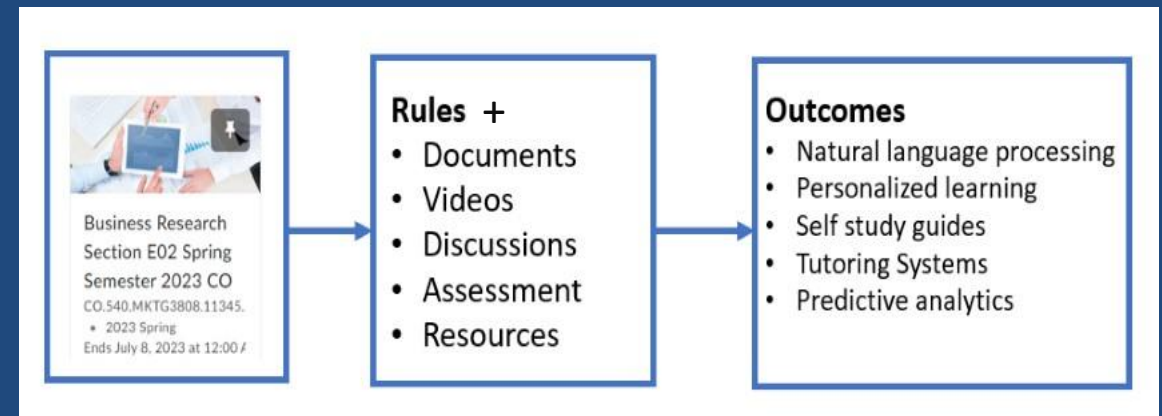 Business Research
Section E02 Spring
Semester 2023 CO
CO.540.MKTG3808.11345.
• 2023 Spring
Ends July 8, 2023 at 12:00 A
Rules +
• Documents
• Videos
• Discussions
• Assessment
• Resources
Outcomes
• Natural language processing
• Personalized learning
• Self study guides
• Tutoring Systems
• Predictive analytics